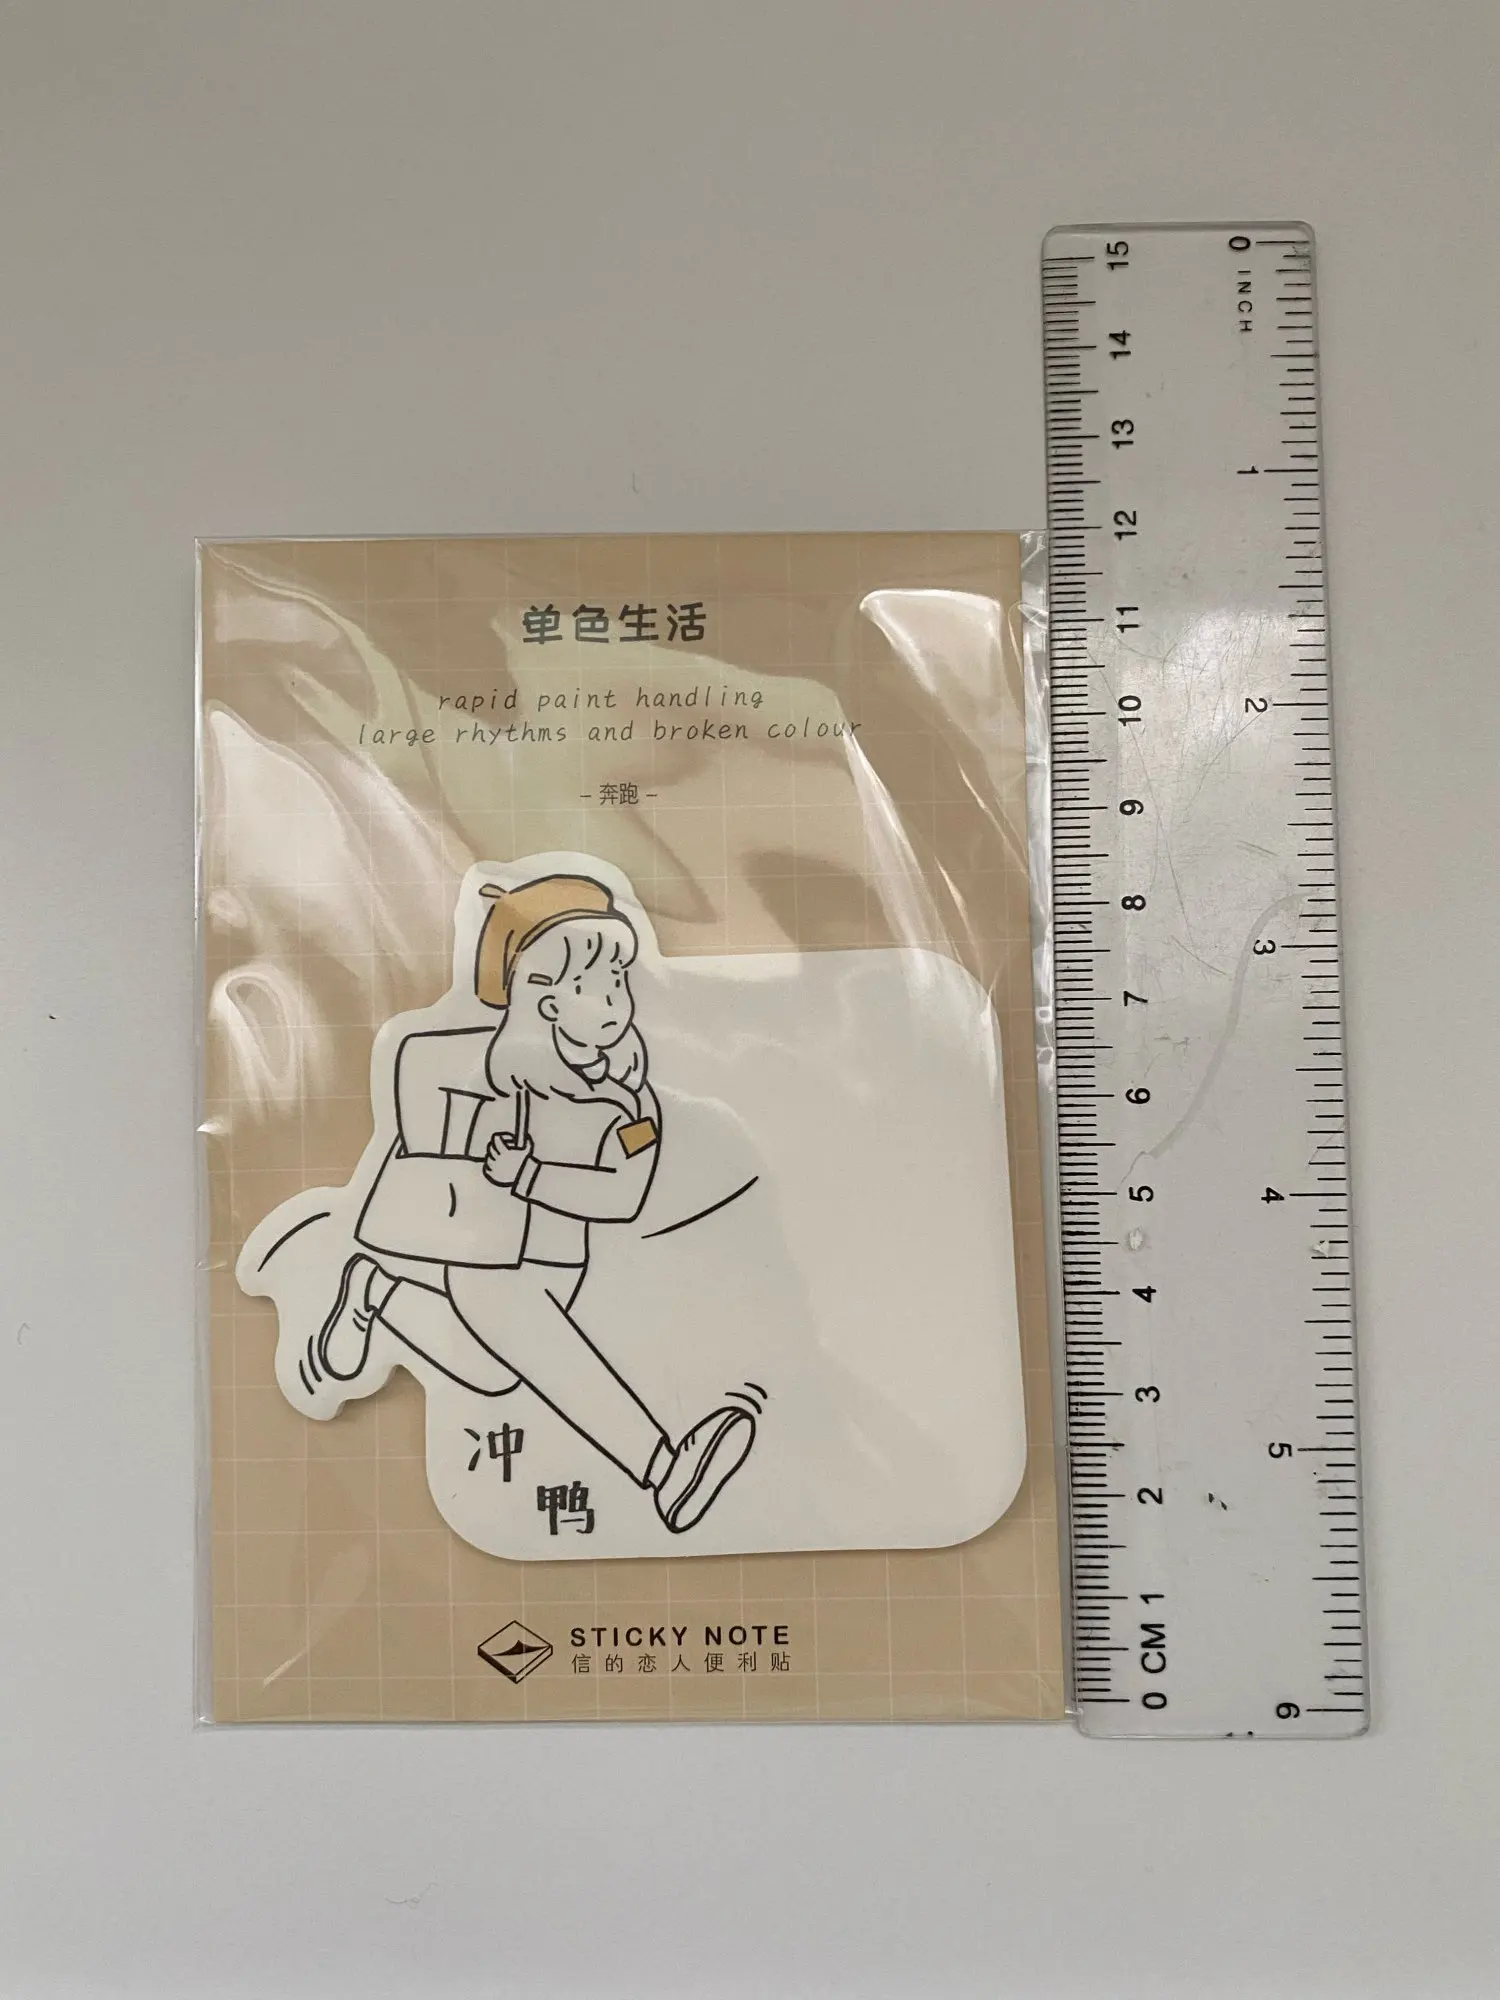 单色生活
rapid paint handling
large rhythms and broken colour
– 奔跑 –
冲
鸭
STICKY NOTE
信的恋人便利贴
15
14
13
12
11
10
9
8
7
6
5
4
3
2
1
0 CM
0 INCH
1
2
3
4
5
6